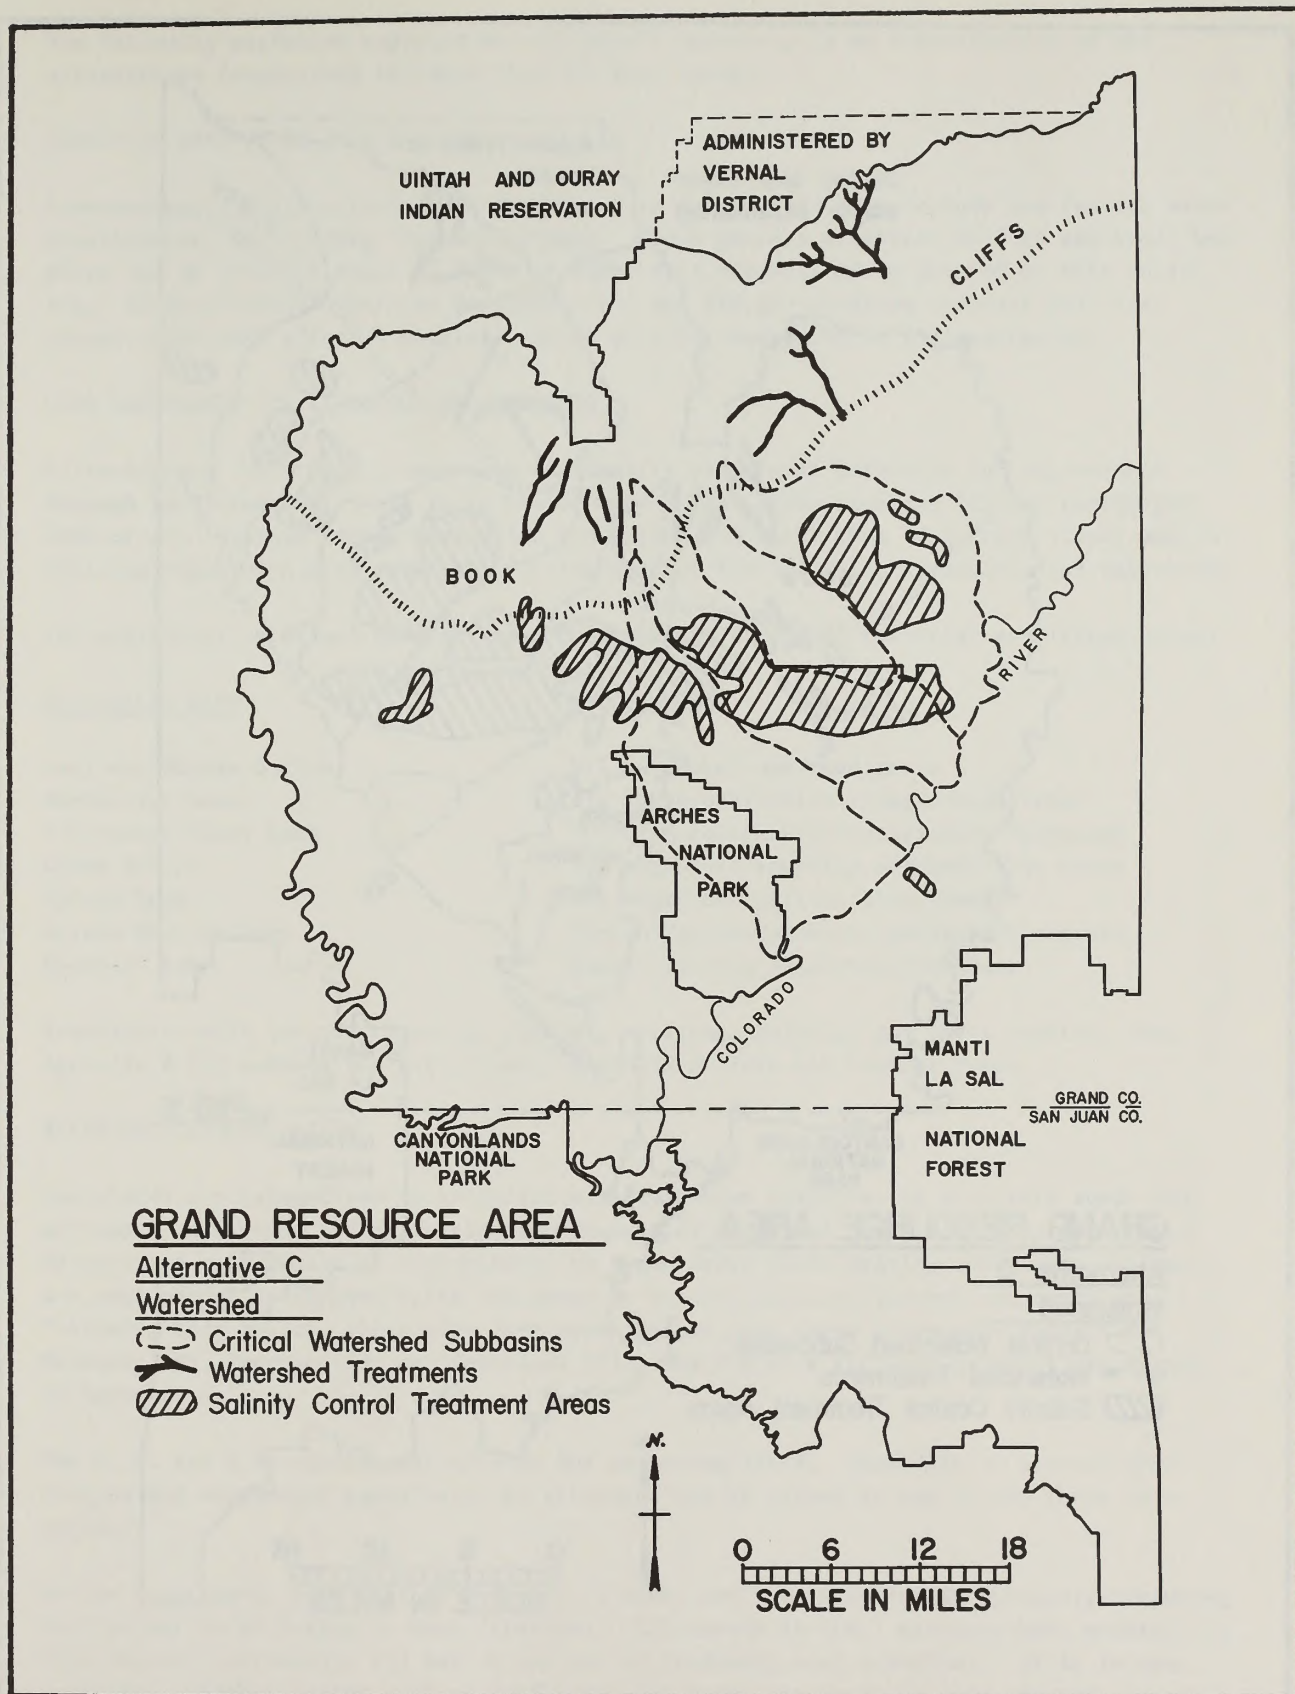 ADMINISTERED BY
VERNAL
DISTRICT
UINTAH AND OURAY
INDIAN RESERVATION
CLIFFS
BOOK
RIVER
ARCHES
NATIONAL
PARK
COLORADO
MANTI
LA SAL
GRAND CO.
SAN JUAN CO.
NATIONAL
FOREST
CANYONLANDS
NATIONAL
PARK
GRAND RESOURCE AREA
Alternative C
Watershed
Critical Watershed Subbasins
Watershed Treatments
Salinity Control Treatment Areas
N.
0 6 12 18
SCALE IN MILES